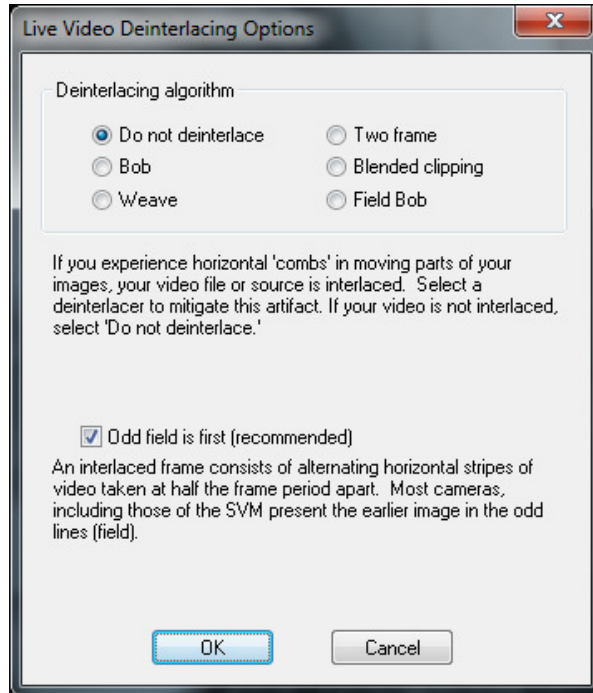 Live Video Deinterlacing Options
Deinterlacing algorithm
Do not deinterlace
Two frame
Bob
Blended clipping
Weave
Field Bob
If you experience horizontal 'combs' in moving parts of your
images, your video file or source is interlaced.  Select a
deinterlacer to mitigate this artifact. If your video is not interlaced,
select 'Do not deinterlace.'
Odd field is first (recommended)
An interlaced frame consists of alternating horizontal stripes of
video taken at half the frame period apart.  Most cameras,
including those of the SVM present the earlier image in the odd
lines (field).
OK
Cancel